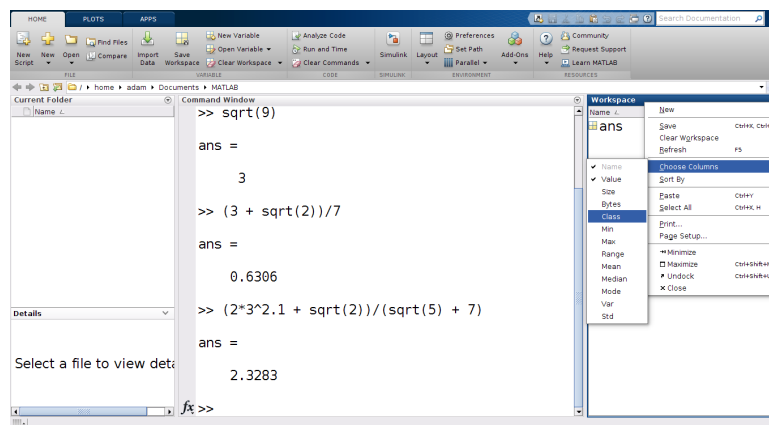 HOME PLOTS APPS
Search Documentation
New Script
New
Open
Find Files
Compare
Import Data
Save Workspace
New Variable
Open Variable
Clear Workspace
Analyze Code
Run and Time
Clear Commands
Simulink
Layout
Preferences
Set Path
Parallel
Add-Ons
Help
Community
Request Support
Learn MATLAB
FILE VARIABLE CODE SIMULINK ENVIRONMENT RESOURCES
/ home adam Documents MATLAB
Current Folder
Name
Details
Select a file to view deta
Command Window
>> sqrt(9)
ans =
3
>> (3 + sqrt(2))/7
ans =
0.6306
>> (2*3^2.1 + sqrt(2))/(sqrt(5) + 7)
ans =
2.3283
fx >>
Workspace
Name
ans
New
Save Ctrl+X, Ctrl
Clear Workspace
Refresh F5
Choose Columns
Sort By
Paste Ctrl+Y
Select All Ctrl+X, H
Print...
Page Setup...
Minimize
Maximize Ctrl+Shift+
Undock Ctrl+Shift+U
Close
Name
Value
Size
Bytes
Class
Min
Max
Range
Mean
Median
Mode
Var
Std